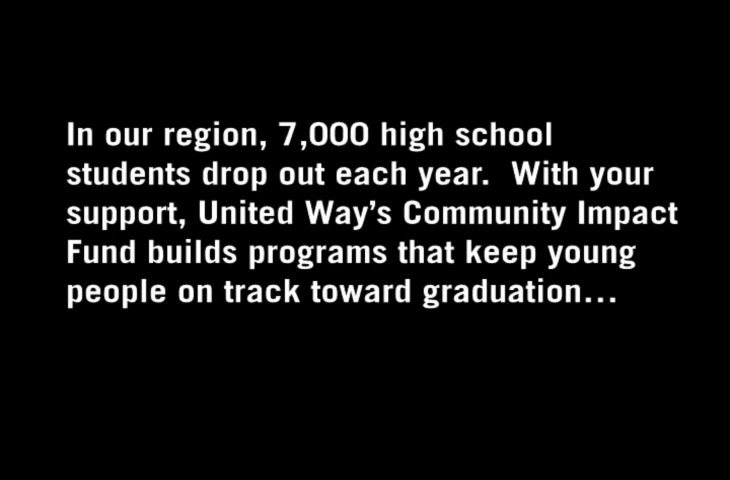 In our region, 7,000 high school
students drop out each year.  With your
support, United Way’s Community Impact
Fund builds programs that keep young
people on track toward graduation...